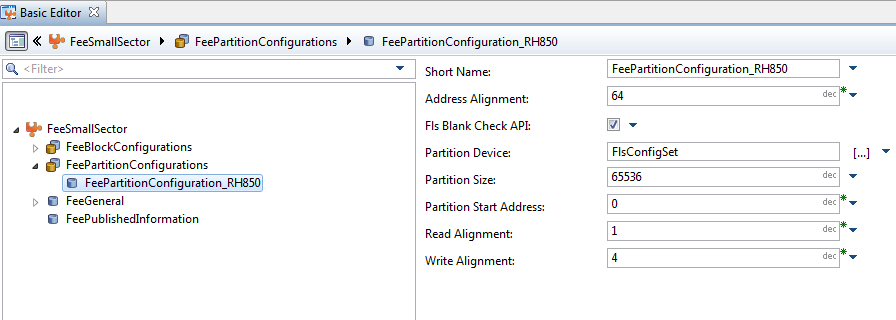 Basic Editor
FeeSmallSector FeePartitionConfigurations FeePartitionConfiguration_RH850
<Filter>
FeeSmallSector
FeeBlockConfigurations
FeePartitionConfigurations
FeePartitionConfiguration_RH850
FeeGeneral
FeePublishedInformation
Short Name: FeePartitionConfiguration_RH850
Address Alignment: 64 dec
Fls Blank Check API:
Partition Device: FlsConfigSet [...]
Partition Size: 65536 dec
Partition Start Address: 0 dec
Read Alignment: 1 dec
Write Alignment: 4 dec